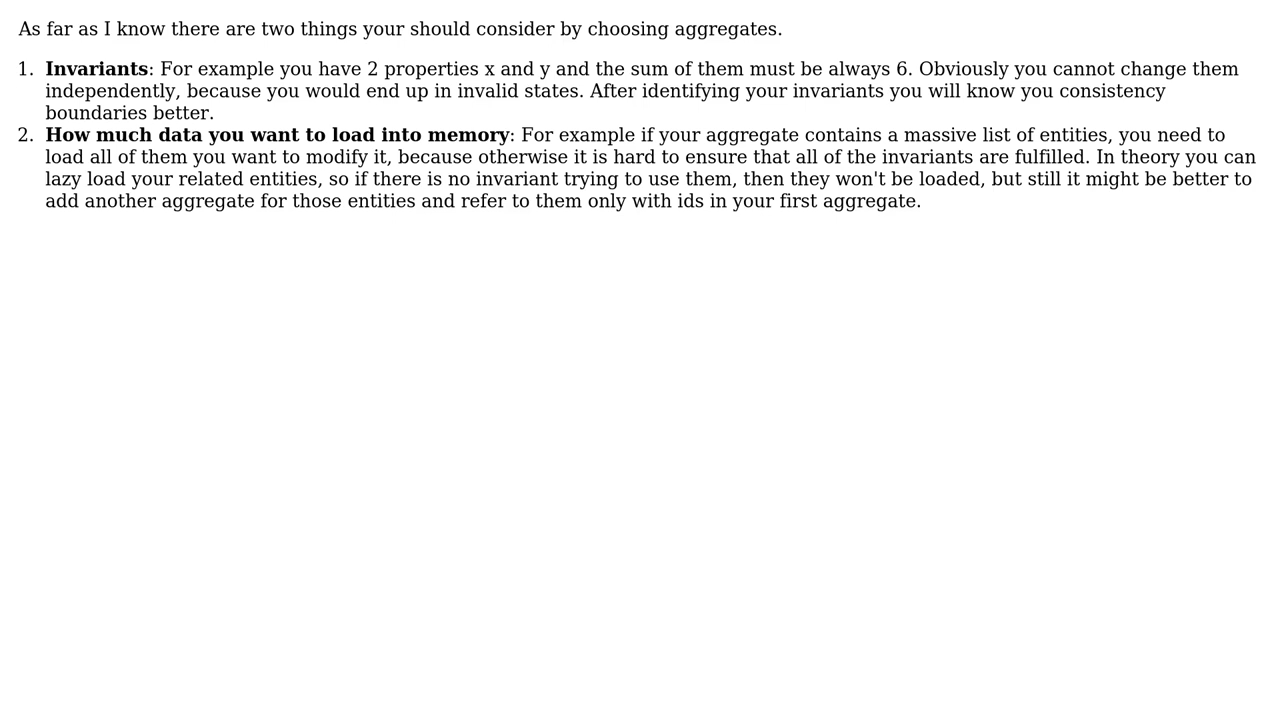 As far as I know there are two things your should consider by choosing aggregates.
1. Invariants: For example you have 2 properties x and y and the sum of them must be always 6. Obviously you cannot change them
independently, because you would end up in invalid states. After identifying your invariants you will know you consistency
boundaries better.
2. How much data you want to load into memory: For example if your aggregate contains a massive list of entities, you need to
load all of them you want to modify it, because otherwise it is hard to ensure that all of the invariants are fulfilled. In theory you can
lazy load your related entities, so if there is no invariant trying to use them, then they won't be loaded, but still it might be better to
add another aggregate for those entities and refer to them only with ids in your first aggregate.